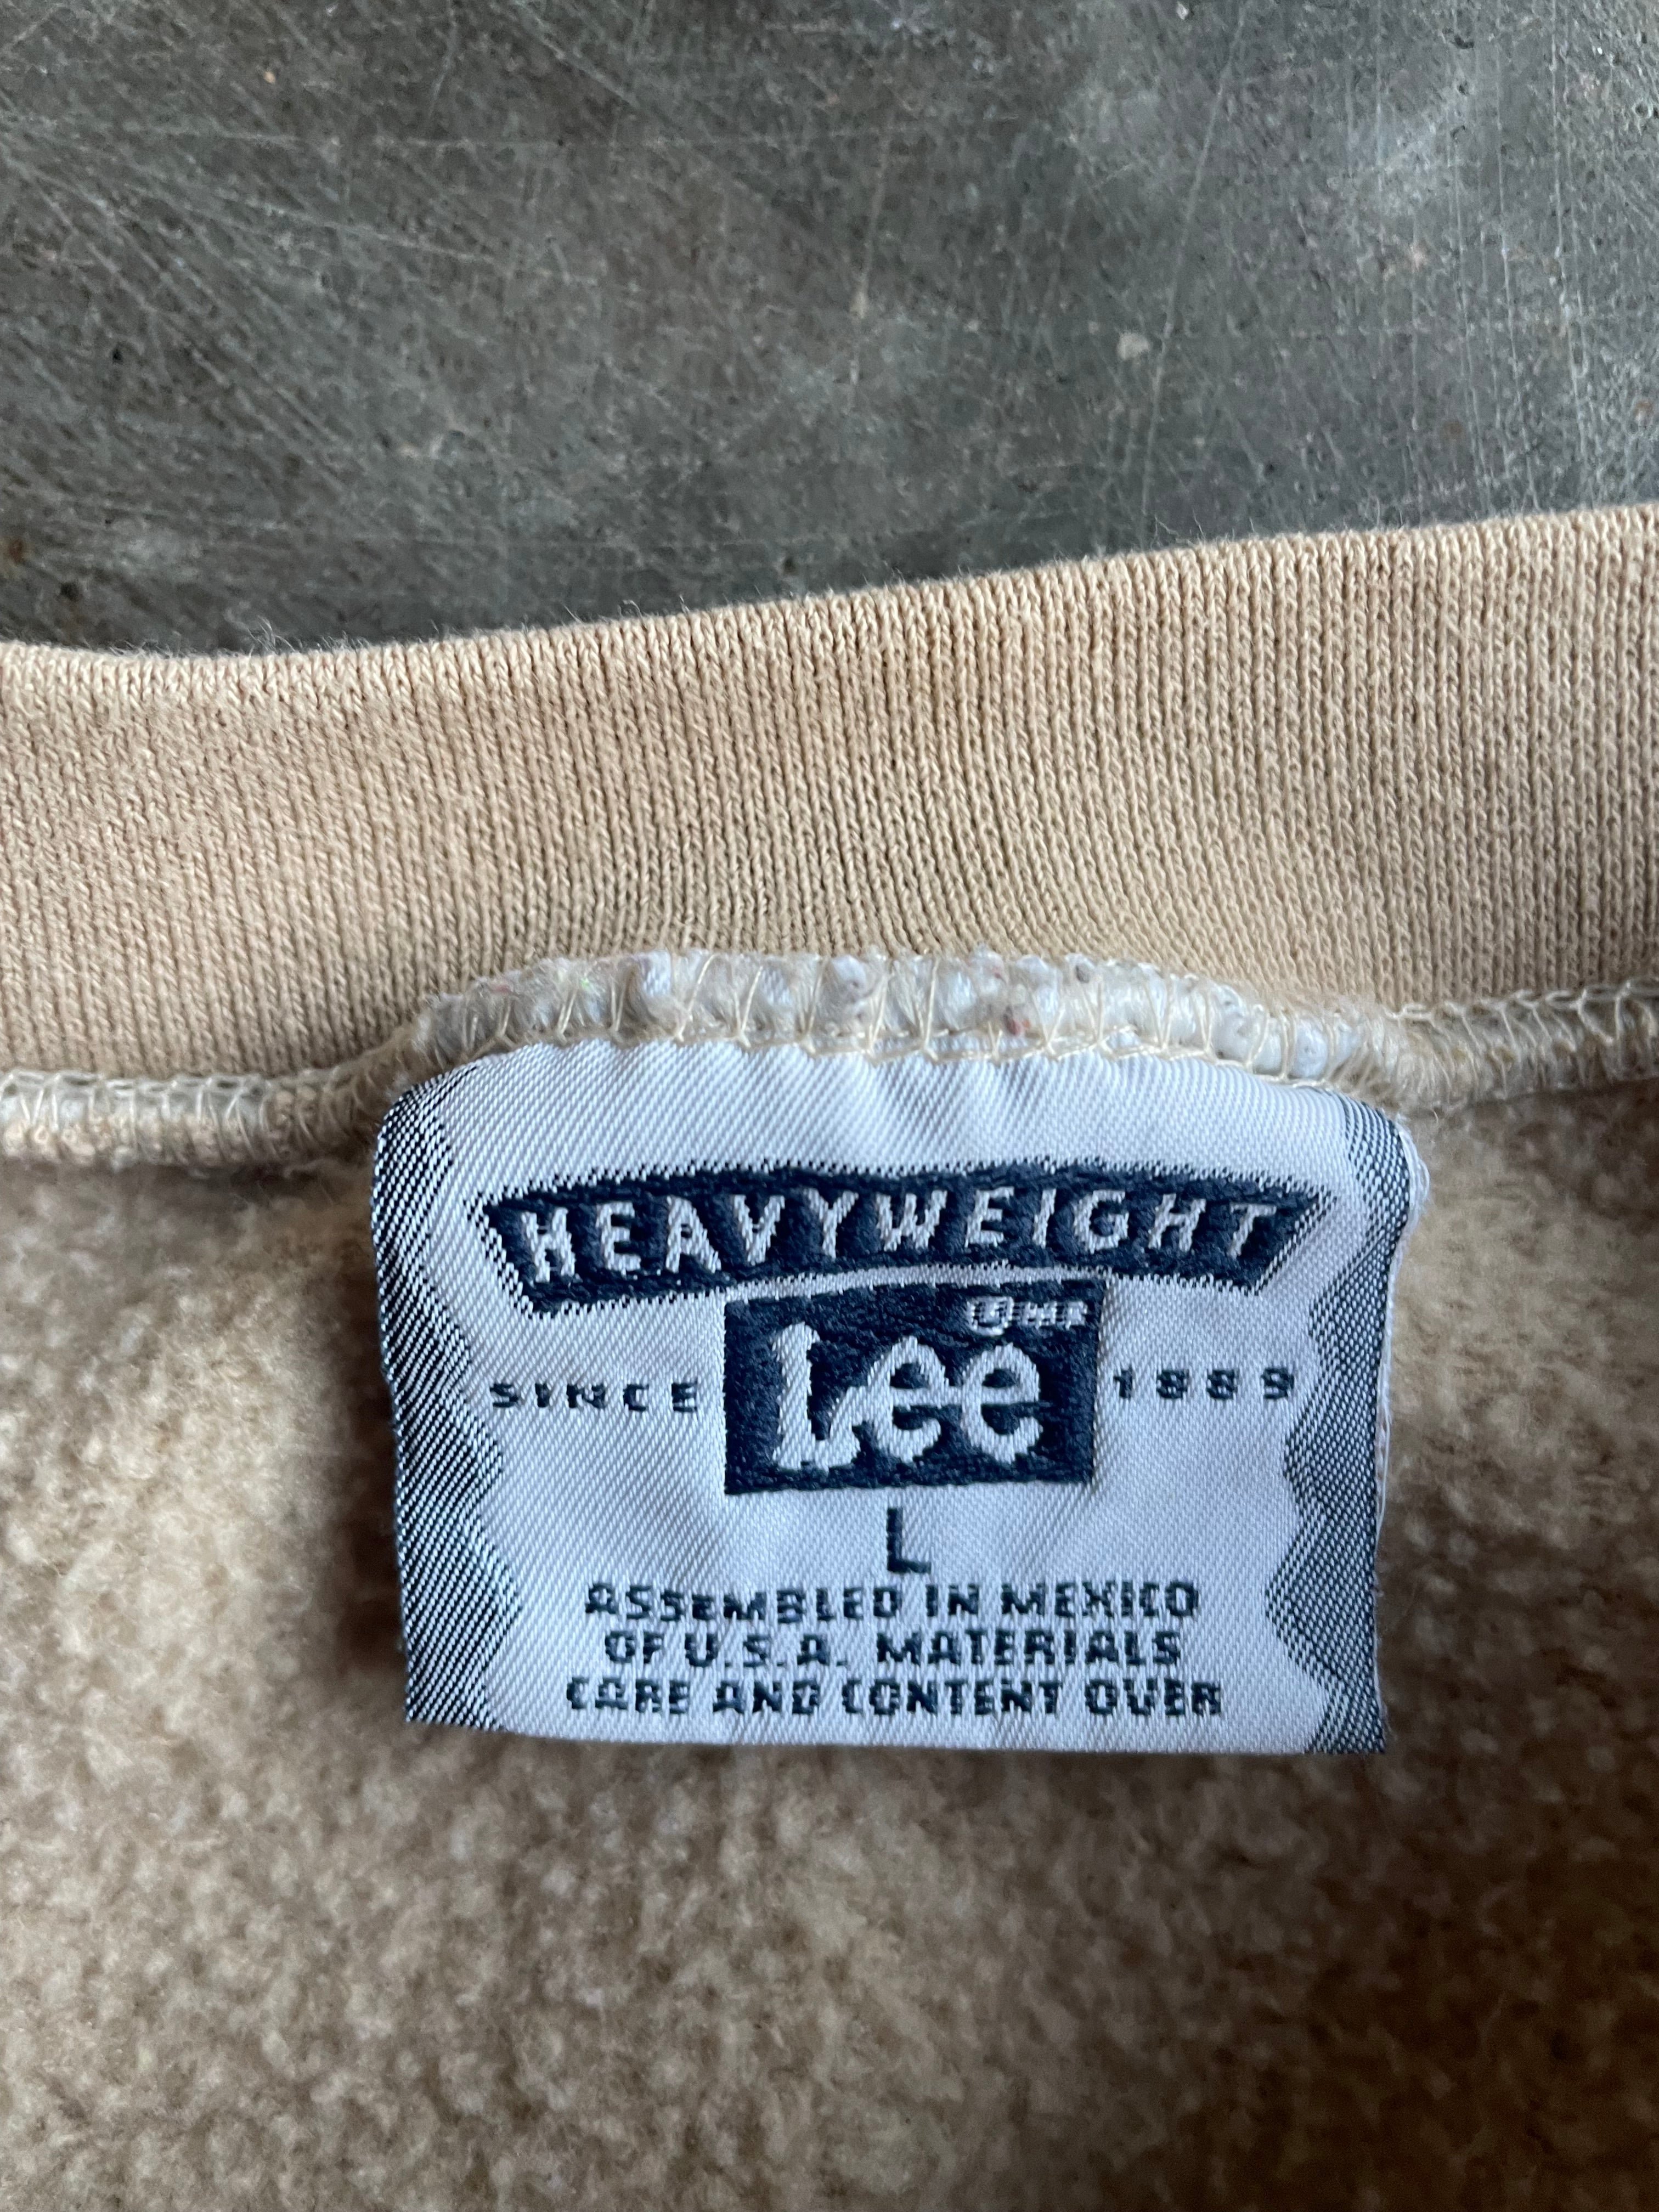 HEAVYWEIGHT
Lee
SINCE 1889
L
ASSEMBLED IN MEXICO
OF U.S.A. MATERIALS
CARE AND CONTENT OVER